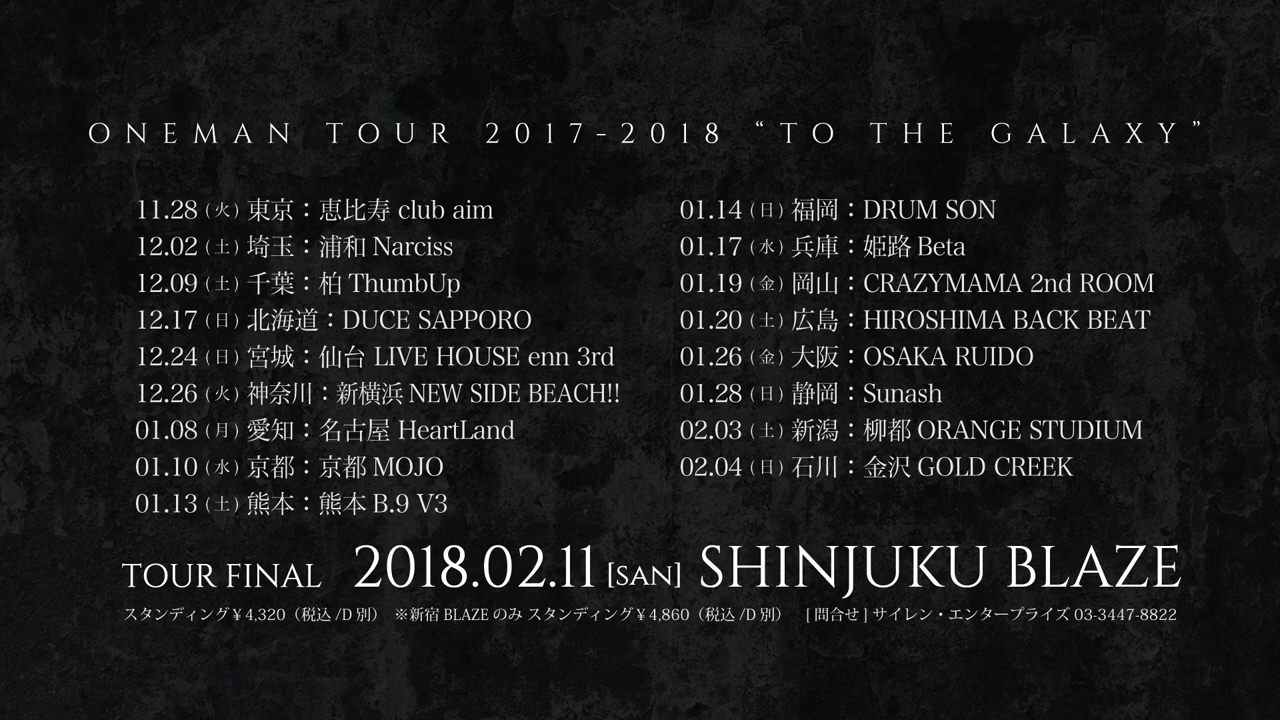 ONEMAN TOUR 2017-2018 “TO THE GALAXY”
11.28（火）東京：恵比寿 club aim
12.02（土）埼玉：浦和 Narciss
12.09（土）千葉：柏 ThumbUp
12.17（日）北海道：DUCE SAPPORO
12.24（日）宮城：仙台 LIVE HOUSE enn 3rd
12.26（火）神奈川：新横浜 NEW SIDE BEACH!!
01.08（月）愛知：名古屋 HeartLand
01.10（水）京都：京都 MOJO
01.13（土）熊本：熊本 B.9 V3
01.14（日）福岡：DRUM SON
01.17（水）兵庫：姫路 Beta
01.19（金）岡山：CRAZYMAMA 2nd ROOM
01.20（土）広島：HIROSHIMA BACK BEAT
01.26（金）大阪：OSAKA RUIDO
01.28（日）静岡：Sunash
02.03（土）新潟：柳都 ORANGE STUDIUM
02.04（日）石川：金沢 GOLD CREEK
TOUR FINAL 2018.02.11 [SAN] SHINJUKU BLAZE
スタンディング¥4,320（税込/D別） ※新宿 BLAZE のみ スタンディング¥4,860（税込/D別） [問合せ] サイレン・エンタープライズ 03-3447-8822